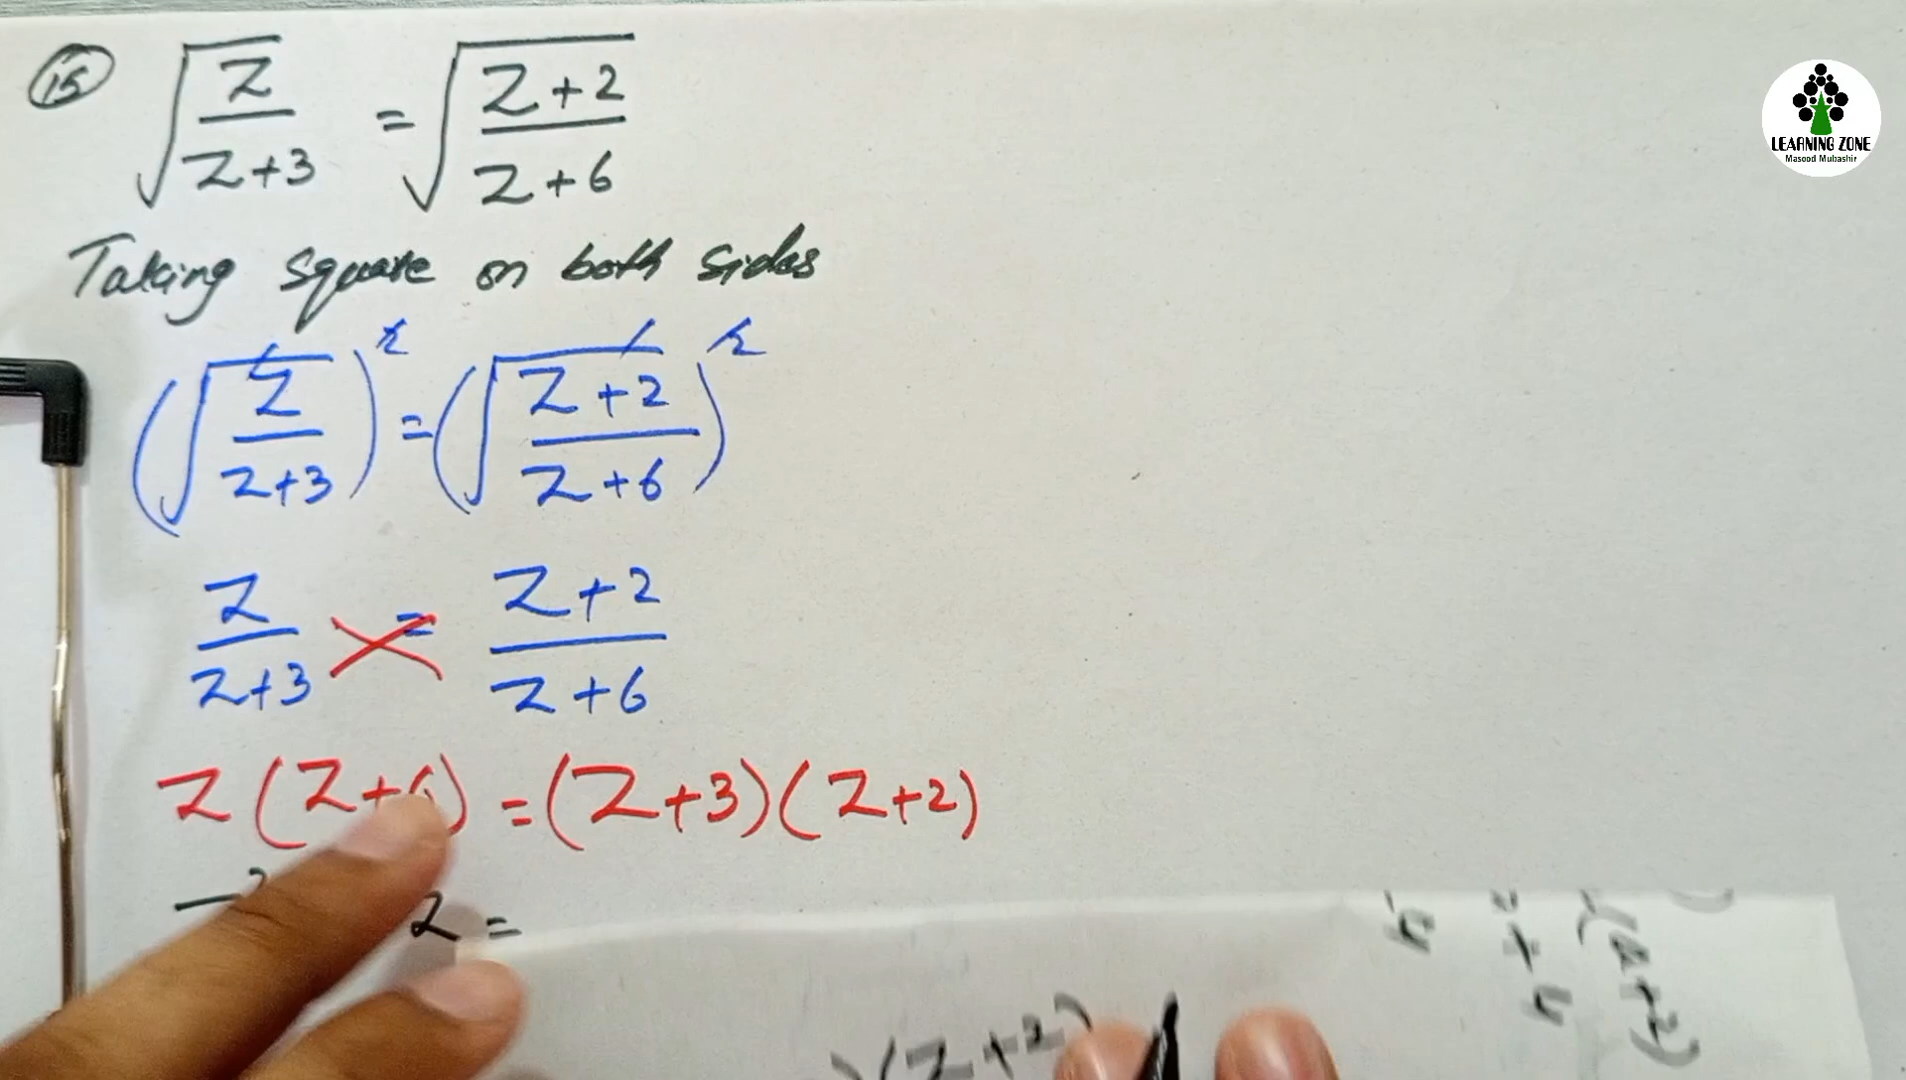 15 √(z/(z+3)) = √((z+2)/(z+6))
LEARNING ZONE
Masood Mubashir
Taking square on both sides
(√(z/(z+3)))² = (√((z+2)/(z+6)))²
z/(z+3) = (z+2)/(z+6)
z(z+6) = (z+3)(z+2)
z =
(z+2)